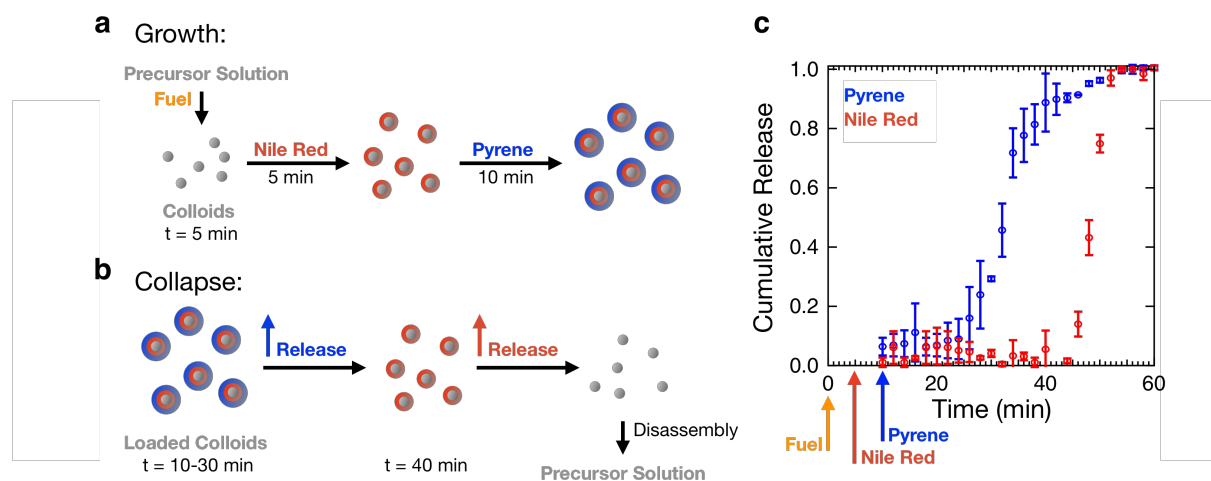 a
Growth:
Precursor Solution
Fuel
Nile Red
5 min
Pyrene
10 min
Colloids
t = 5 min
b
Collapse:
Release
Release
Loaded Colloids
t = 10-30 min
t = 40 min
Disassembly
Precursor Solution
c
Cumulative Release
1.0
0.8
0.6
0.4
0.2
0.0
Pyrene
Nile Red
0
20
40
60
Time (min)
Fuel
Nile Red
Pyrene